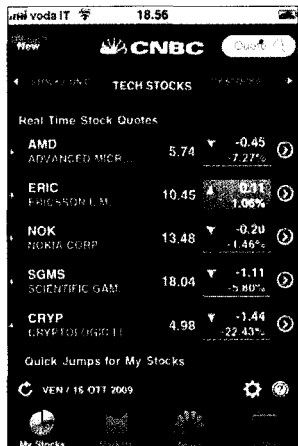 voda IT 18.56
New CNBC Quote
TECH STOCKS
Real Time Stock Quotes
AMD 5.74 -0.45
ADVANCED MICR... -7.27%
ERIC 10.45 0.11
ERICSSON L M 1.06%
NOK 13.48 -0.20
NOKIA CORP -1.46%
SGMS 18.04 -1.11
SCIENTIFIC GAM. -5.80%
CRYP 4.98 -1.44
CRYPTOLOGIC LI -22.43%
Quick Jumps for My Stocks
VEN / 16 OTT 2009
My Stocks